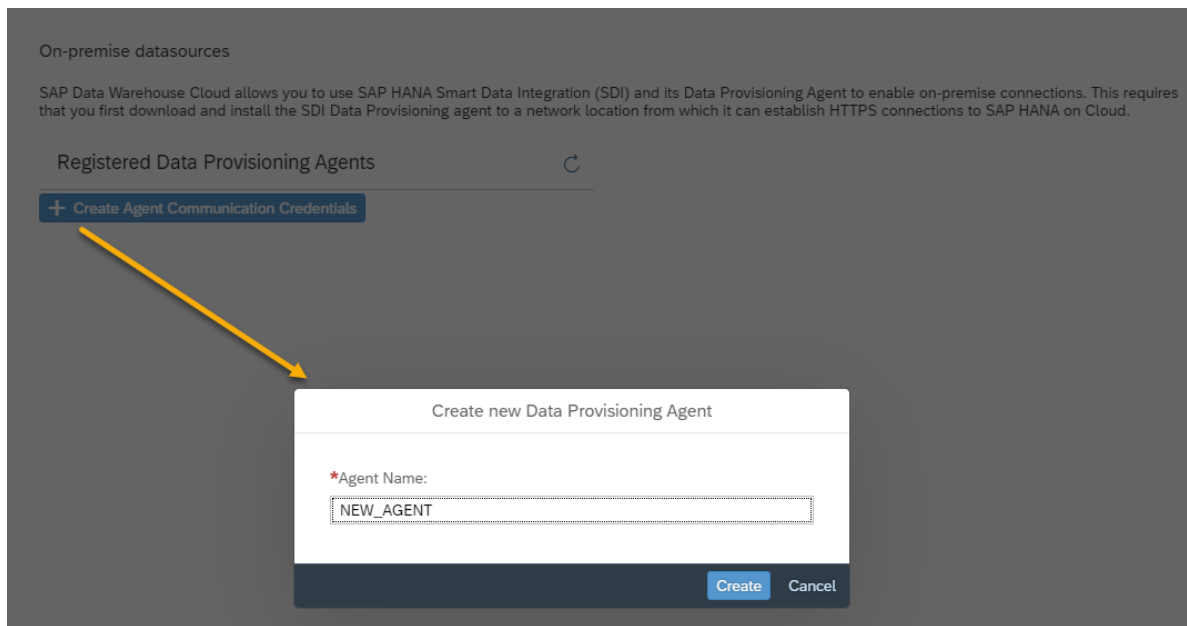 On-premise datasources
SAP Data Warehouse Cloud allows you to use SAP HANA Smart Data Integration (SDI) and its Data Provisioning Agent to enable on-premise connections. This requires
that you first download and install the SDI Data Provisioning agent to a network location from which it can establish HTTPS connections to SAP HANA on Cloud.
Registered Data Provisioning Agents
Create Agent Communication Credentials
Create new Data Provisioning Agent
*Agent Name:
NEW_AGENT
Create Cancel